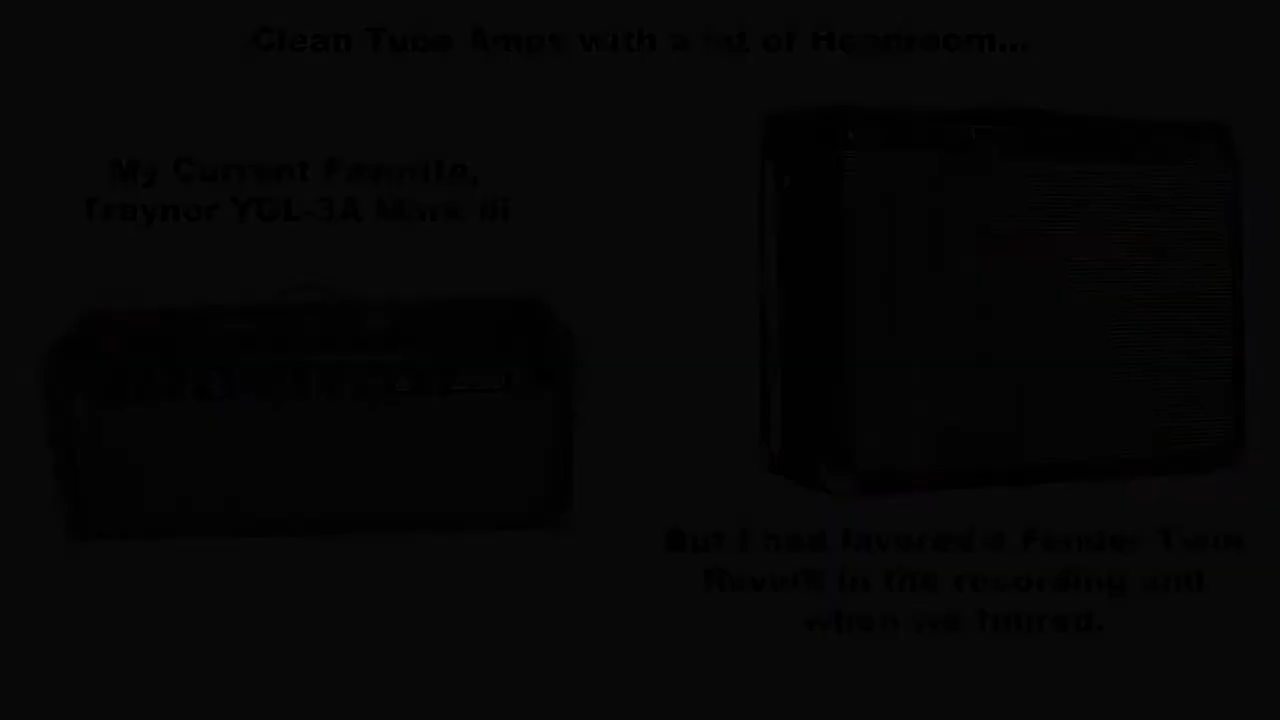 Clean Tube Amps with a lot of Headroom...
My Current Favorite,
Traynor YGL-3A Mark III
But I had favored a Fender Twin
Reverb in the recording and
when we toured.